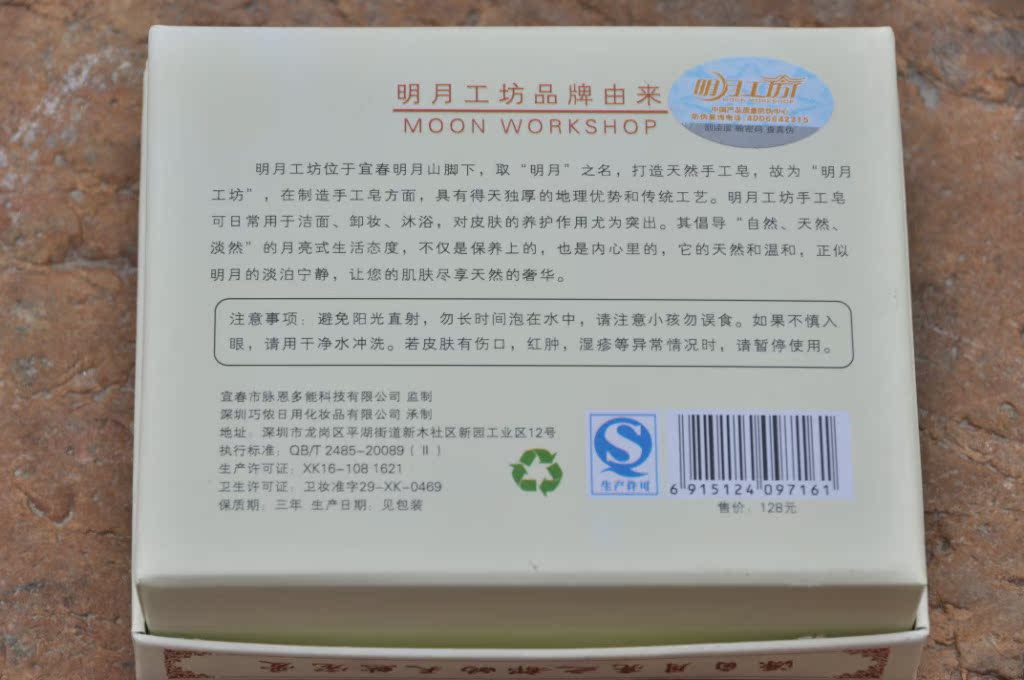 明月工坊品牌由来
MOON WORKSHOP
明月工坊
MOON WORKSHOP
4006642315
明月工坊位于宜春明月山脚下，取“明月”之名，打造天然手工皂，故为“明月
工坊”，在制造手工皂方面，具有得天独厚的地理优势和传统工艺。明月工坊手工皂
可日常用于洁面、卸妆、沐浴，对皮肤的养护作用尤为突出。其倡导“自然、天然、
淡然”的月亮式生活态度，不仅是保养上的，也是内心里的，它的天然和温和，正似
明月的淡泊宁静，让您的肌肤尽享天然的奢华。
注意事项：避免阳光直射，勿长时间泡在水中，请注意小孩勿误食。如果不慎入
眼，请用干净水冲洗。若皮肤有伤口，红肿，湿疹等异常情况时，请暂停使用。
宜春市脉恩多能科技有限公司 监制
深圳巧侬日用化妆品有限公司 承制
地址：深圳市龙岗区平湖街道新木社区新园工业区12号
执行标准：QB/T 2485-20089（Ⅱ）
生产许可证：XK16-108 1621
卫生许可证：卫妆准字29-XK-0469
保质期：三年 生产日期：见包装
生产许可
6 915124 097161
售价：128元